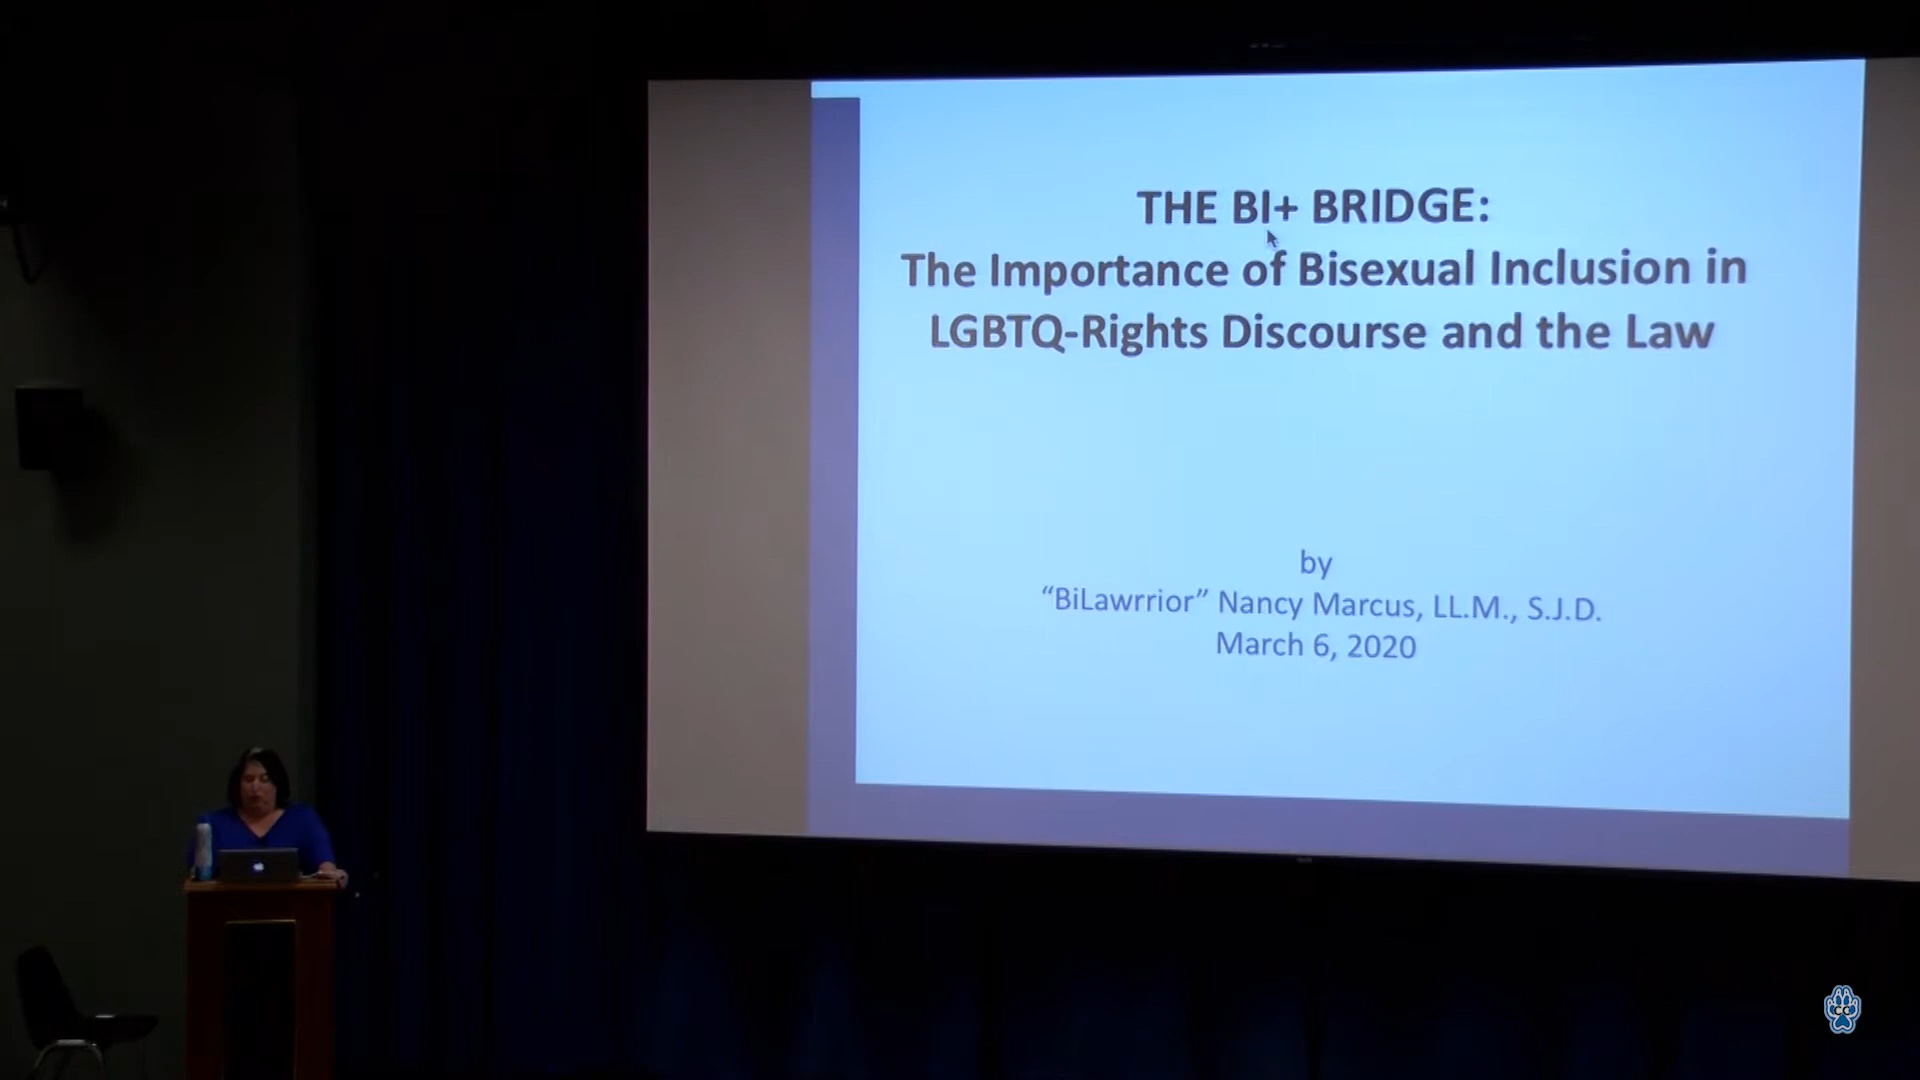 THE BI+ BRIDGE:
The Importance of Bisexual Inclusion in
LGBTQ-Rights Discourse and the Law
by
“BiLawrrior” Nancy Marcus, LL.M., S.J.D.
March 6, 2020
CC